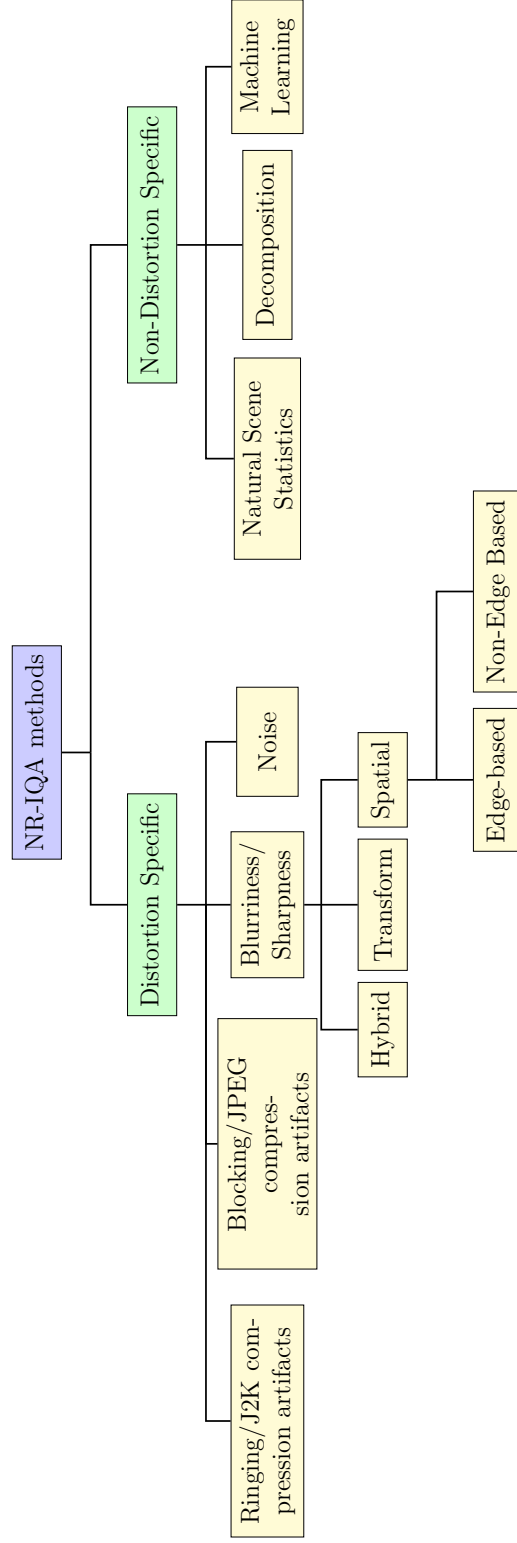 NR-IQA methods
Distortion Specific
Non-Distortion Specific
Ringing/J2K com-
pression artifacts
Blocking/JPEG
compres-
sion artifacts
Blurriness/
Sharpness
Noise
Natural Scene
Statistics
Decomposition
Machine
Learning
Hybrid
Transform
Spatial
Edge-based
Non-Edge Based